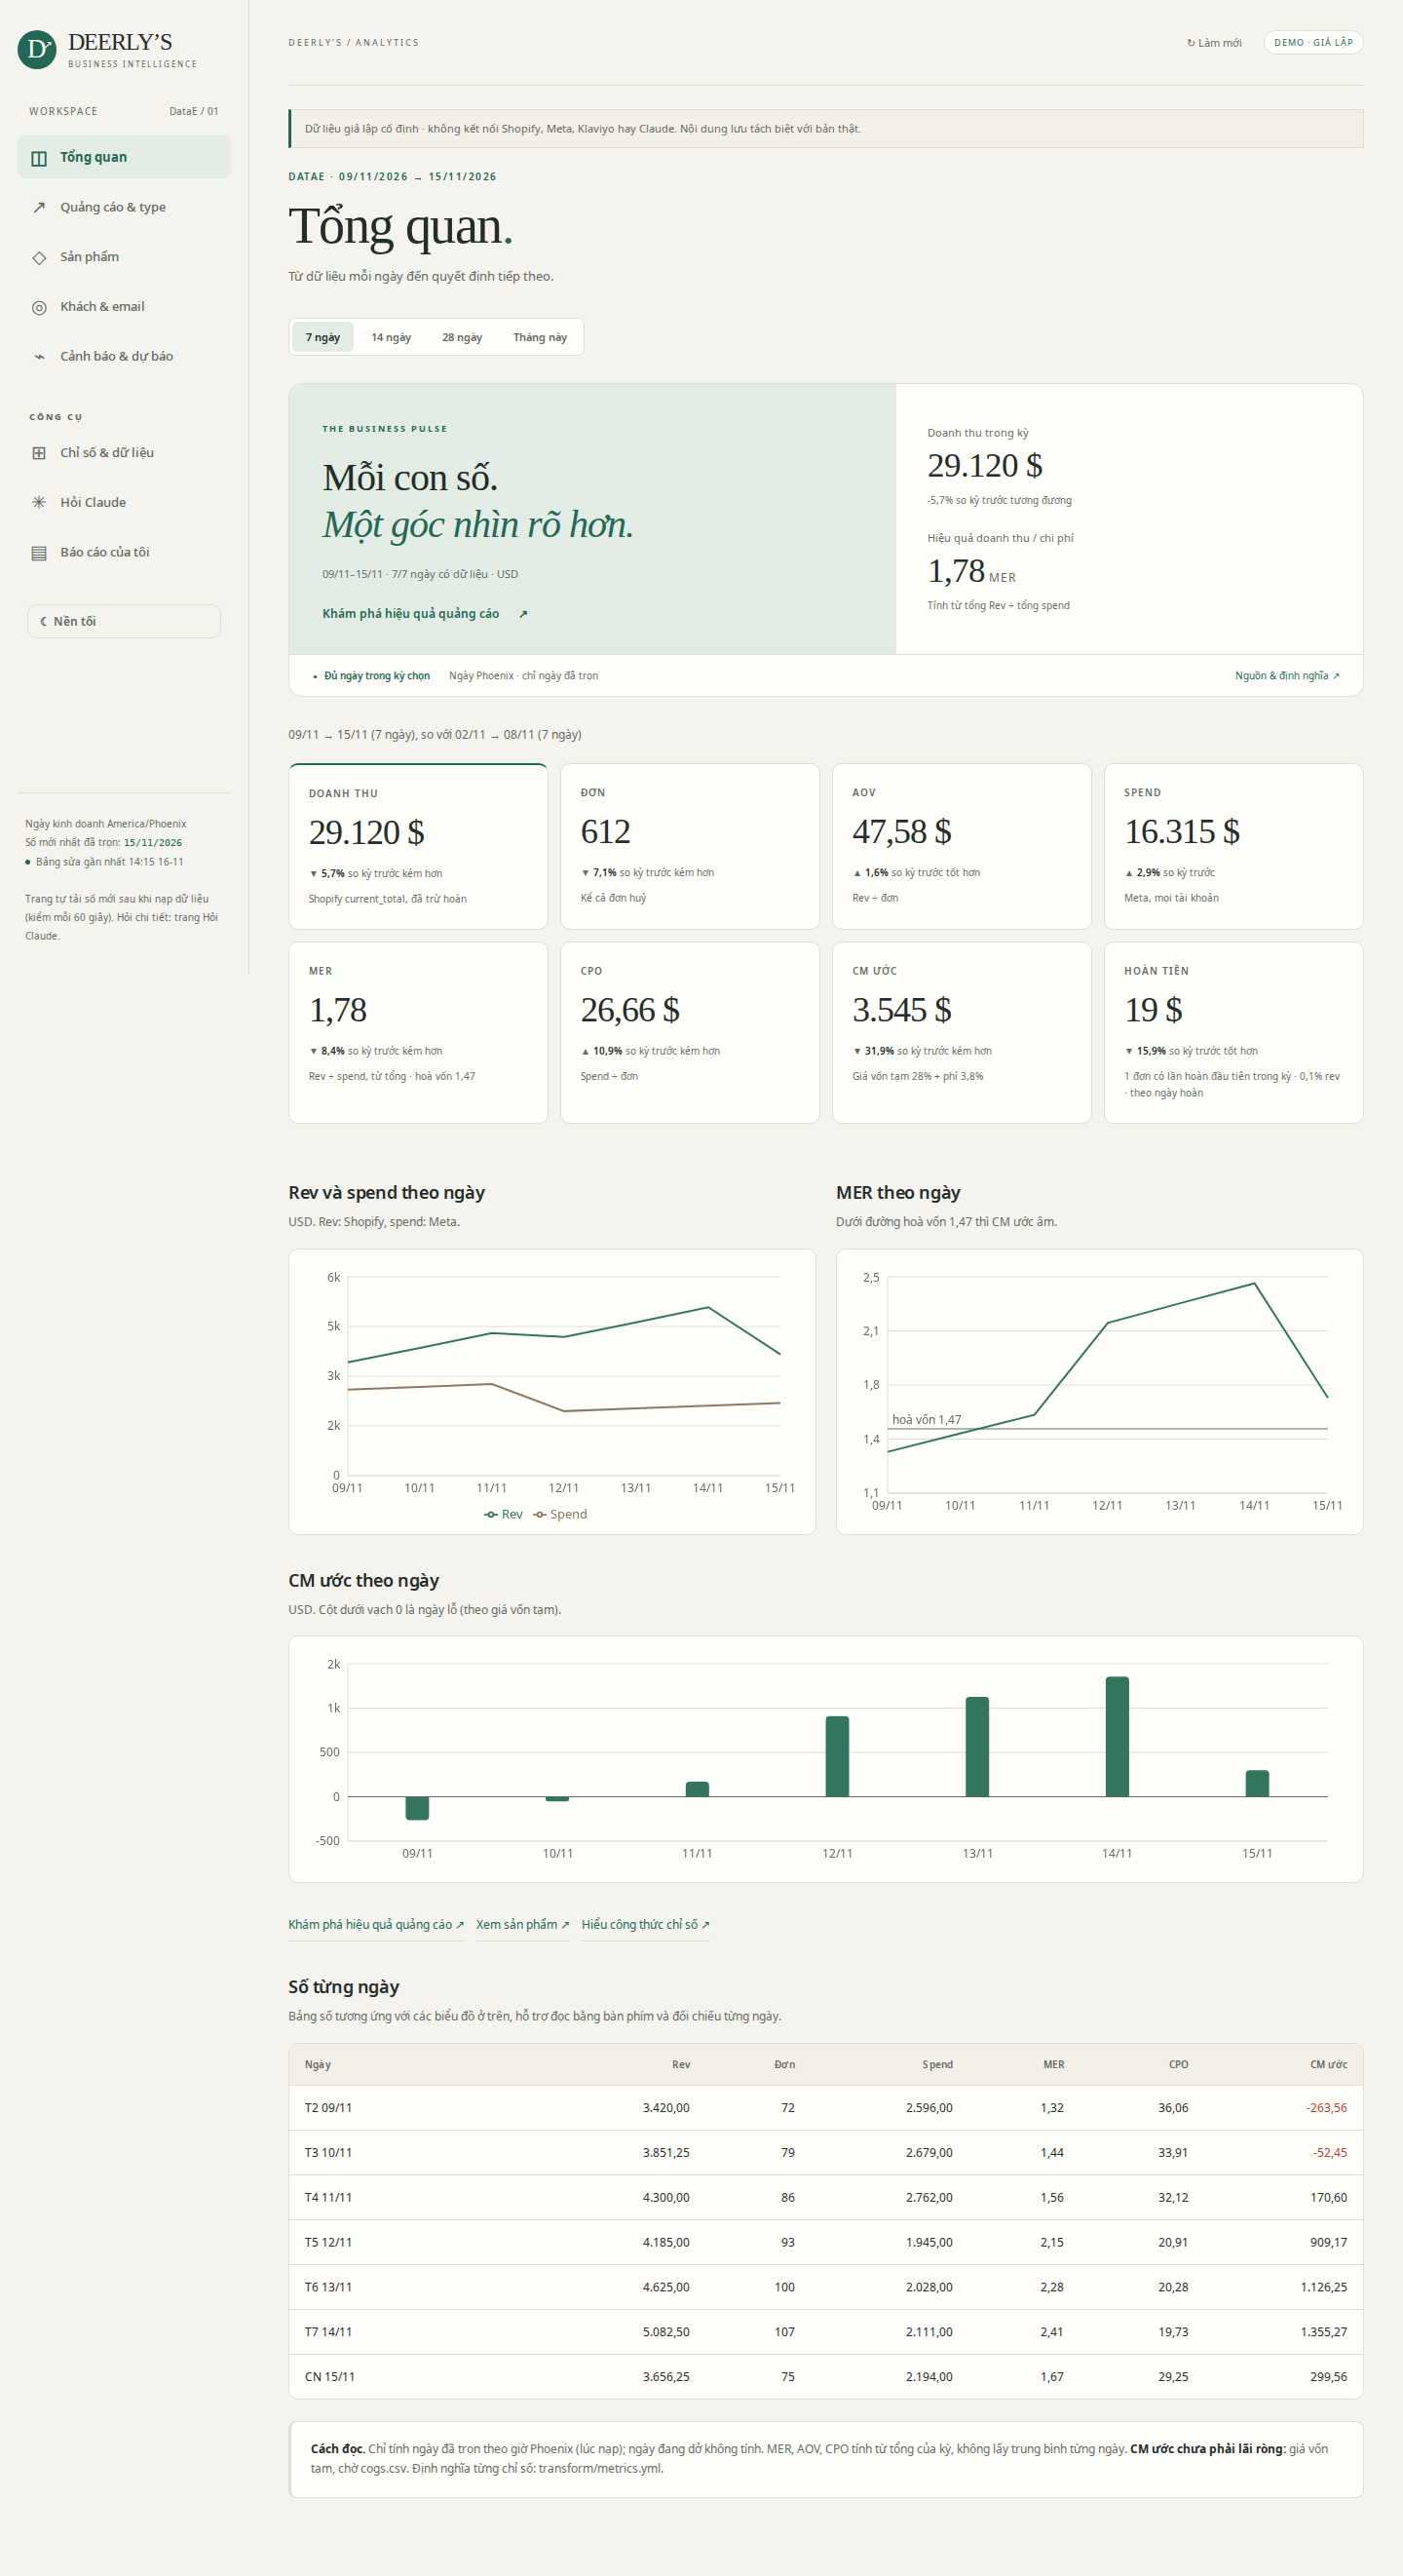 D↗
DEERLY’S
BUSINESS INTELLIGENCE
WORKSPACE DataE / 01
Tổng quan
Quảng cáo & type
Sản phẩm
Khách & email
Cảnh báo & dự báo
CÔNG CỤ
Chỉ số & dữ liệu
Hỏi Claude
Báo cáo của tôi
☾ Nền tối
Ngày kinh doanh America/Phoenix
Số mới nhất đã trọn: 15/11/2026
Bảng sửa gần nhất 14:15 16-11
Trang tự tải số mới sau khi nạp dữ liệu
(kiểm mỗi 60 giây). Hỏi chi tiết: trang Hỏi
Claude.
DEERLY’S / ANALYTICS
↻ Làm mới
DEMO · GIẢ LẬP
Dữ liệu giả lập cố định · không kết nối Shopify, Meta, Klaviyo hay Claude. Nội dung lưu tách biệt với bản thật.
DATAE · 09/11/2026 → 15/11/2026
Tổng quan.
Từ dữ liệu mỗi ngày đến quyết định tiếp theo.
7 ngày 14 ngày 28 ngày Tháng này
THE BUSINESS PULSE
Mỗi con số.
Một góc nhìn rõ hơn.
09/11–15/11 · 7/7 ngày có dữ liệu · USD
Khám phá hiệu quả quảng cáo ↗
Doanh thu trong kỳ
29.120 $
-5,7% so kỳ trước tương đương
Hiệu quả doanh thu / chi phí
1,78 MER
Tính từ tổng Rev ÷ tổng spend
• Đủ ngày trong kỳ chọn Ngày Phoenix · chỉ ngày đã trọn
Nguồn & định nghĩa ↗
09/11 → 15/11 (7 ngày), so với 02/11 → 08/11 (7 ngày)
DOANH THU
29.120 $
▼ 5,7% so kỳ trước kém hơn
Shopify current_total, đã trừ hoàn
ĐƠN
612
▼ 7,1% so kỳ trước kém hơn
Kể cả đơn huỷ
AOV
47,58 $
▲ 1,6% so kỳ trước tốt hơn
Rev ÷ đơn
SPEND
16.315 $
▲ 2,9% so kỳ trước
Meta, mọi tài khoản
MER
1,78
▼ 8,4% so kỳ trước kém hơn
Rev ÷ spend, từ tổng · hoà vốn 1,47
CPO
26,66 $
▲ 10,9% so kỳ trước kém hơn
Spend ÷ đơn
CM ƯỚC
3.545 $
▼ 31,9% so kỳ trước kém hơn
Giá vốn tạm 28% + phí 3,8%
HOÀN TIỀN
19 $
▼ 15,9% so kỳ trước tốt hơn
1 đơn có lần hoàn đầu tiên trong kỳ · 0,1% rev
· theo ngày hoàn
Rev và spend theo ngày
USD. Rev: Shopify, spend: Meta.
6k
5k
3k
2k
0
09/11 10/11 11/11 12/11 13/11 14/11 15/11
Rev Spend
MER theo ngày
Dưới đường hoà vốn 1,47 thì CM ước âm.
2,5
2,1
1,8
hoà vốn 1,47
1,4
1,1
09/11 10/11 11/11 12/11 13/11 14/11 15/11
CM ước theo ngày
USD. Cột dưới vạch 0 là ngày lỗ (theo giá vốn tạm).
2k
1k
500
0
-500
09/11 10/11 11/11 12/11 13/11 14/11 15/11
Khám phá hiệu quả quảng cáo ↗ Xem sản phẩm ↗ Hiểu công thức chỉ số ↗
Số từng ngày
Bảng số tương ứng với các biểu đồ ở trên, hỗ trợ đọc bằng bàn phím và đối chiếu từng ngày.
Ngày Rev Đơn Spend MER CPO CM ước
T2 09/11 3.420,00 72 2.596,00 1,32 36,06 -263,56
T3 10/11 3.851,25 79 2.679,00 1,44 33,91 -52,45
T4 11/11 4.300,00 86 2.762,00 1,56 32,12 170,60
T5 12/11 4.185,00 93 1.945,00 2,15 20,91 909,17
T6 13/11 4.625,00 100 2.028,00 2,28 20,28 1.126,25
T7 14/11 5.082,50 107 2.111,00 2,41 19,73 1.355,27
CN 15/11 3.656,25 75 2.194,00 1,67 29,25 299,56
Cách đọc. Chỉ tính ngày đã trọn theo giờ Phoenix (lúc nạp); ngày đang dở không tính. MER, AOV, CPO tính từ tổng của kỳ, không lấy trung bình từng ngày. CM ước chưa phải lãi ròng: giá vốn
tạm, chờ cogs.csv. Định nghĩa từng chỉ số: transform/metrics.yml.